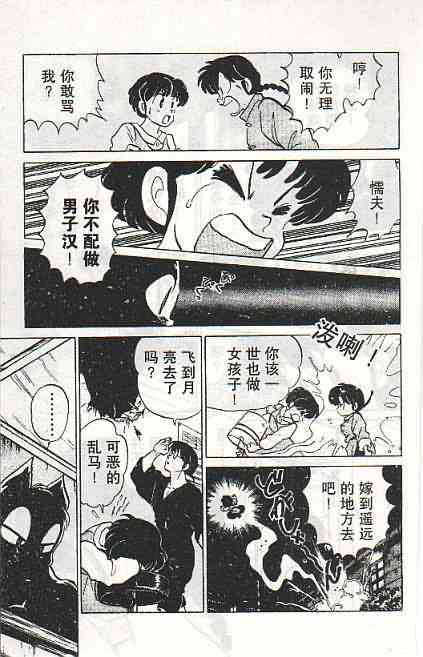 哼！
你无理
取闹！
你敢骂
我？
懦夫！
你不配做
男子汉！
泼喇！
你该一
世也做
女孩子！
嫁到遥远
的地方去
吧！
飞到月
亮去了
吗？
可恶的
乱马！
………